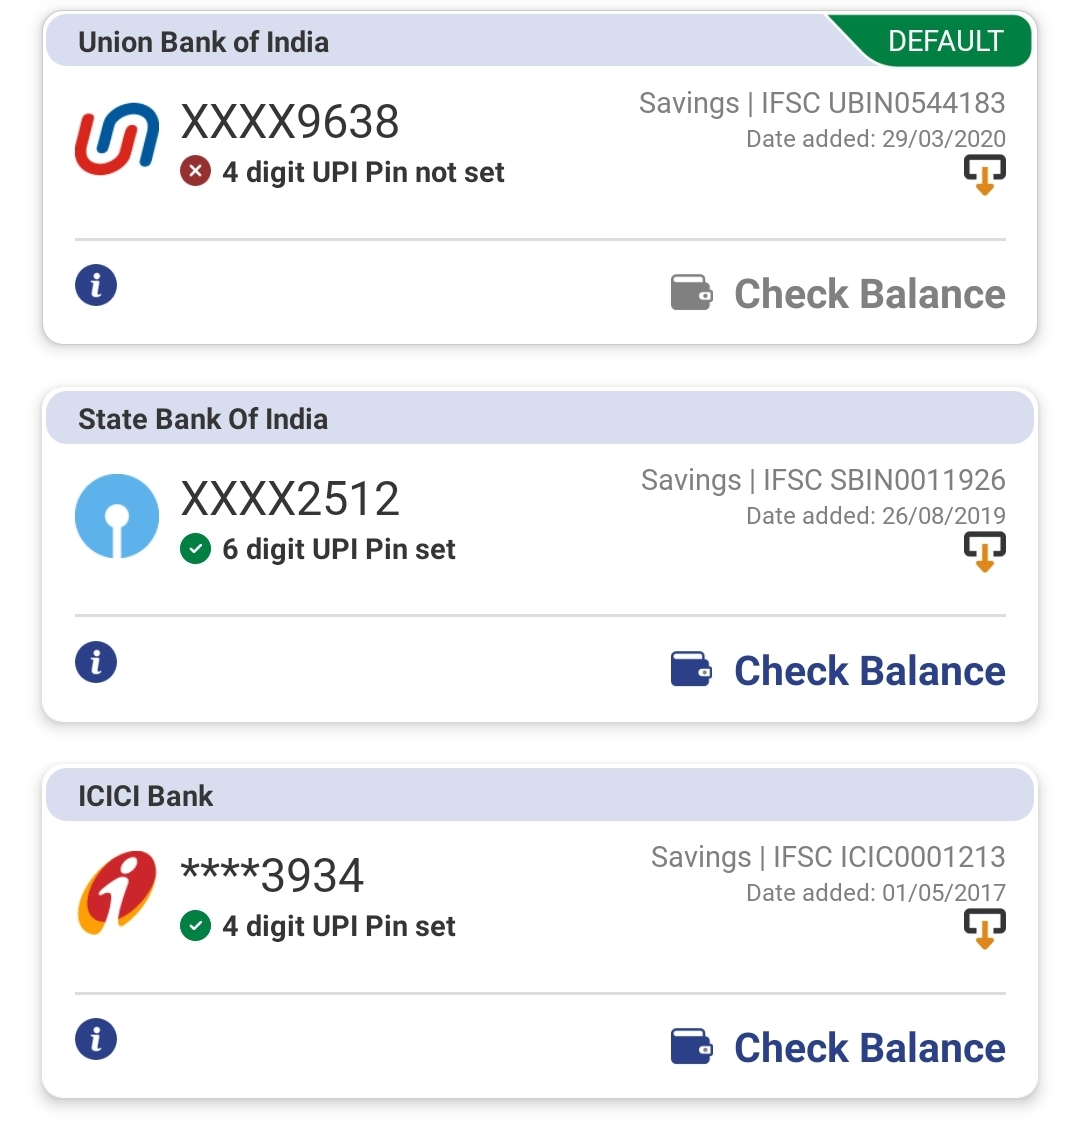 Union Bank of India
DEFAULT
XXXX9638
Savings | IFSC UBIN0544183
Date added: 29/03/2020
4 digit UPI Pin not set
Check Balance
State Bank Of India
XXXX2512
Savings | IFSC SBIN0011926
Date added: 26/08/2019
6 digit UPI Pin set
Check Balance
ICICI Bank
****3934
Savings | IFSC ICIC0001213
Date added: 01/05/2017
4 digit UPI Pin set
Check Balance